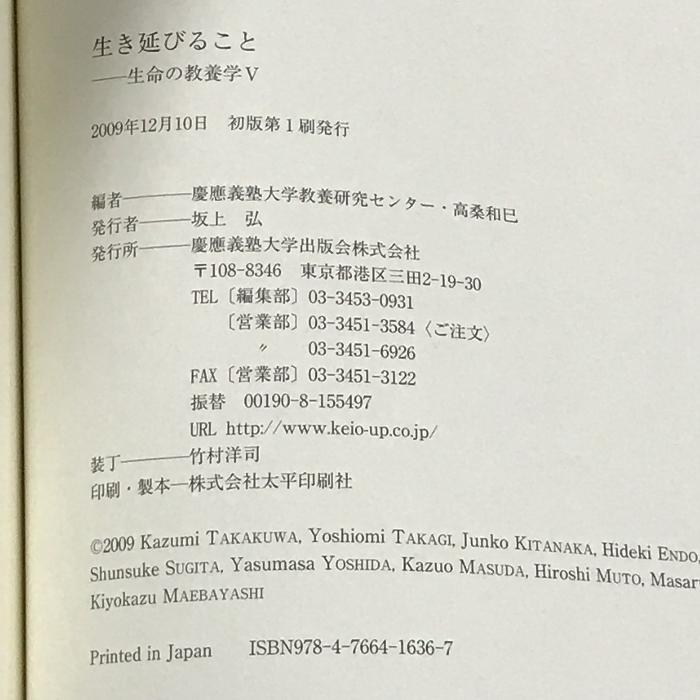 生き延びること
――生命の教養学Ⅴ
2009年12月10日　初版第1刷発行
編者――――慶應義塾大学教養研究センター・高桑和巳
発行者―――坂上　弘
発行所―――慶應義塾大学出版会株式会社
〒108-8346　東京都港区三田2-19-30
TEL〔編集部〕03-3453-0931
〔営業部〕03-3451-3584〈ご注文〉
〃　03-3451-6926
FAX〔営業部〕03-3451-3122
振替　00190-8-155497
URL http://www.keio-up.co.jp/
装丁――――竹村洋司
印刷・製本―株式会社太平印刷社
©2009 Kazumi TAKAKUWA, Yoshiomi TAKAGI, Junko KITANAKA, Hideki ENDO,
Shunsuke SUGITA, Yasumasa YOSHIDA, Kazuo MASUDA, Hiroshi MUTO,
Kiyokazu MAEBAYASHI
Printed in Japan　ISBN978-4-7664-1636-7